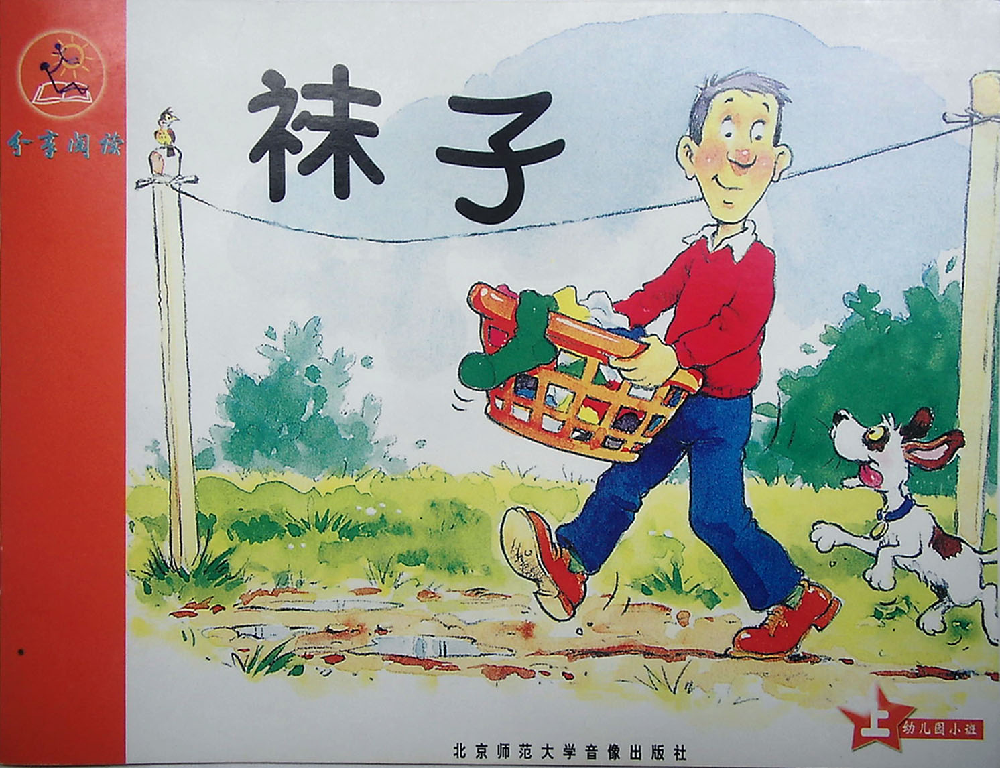 分享阅读
袜子
上
幼儿园小班
北京师范大学音像出版社